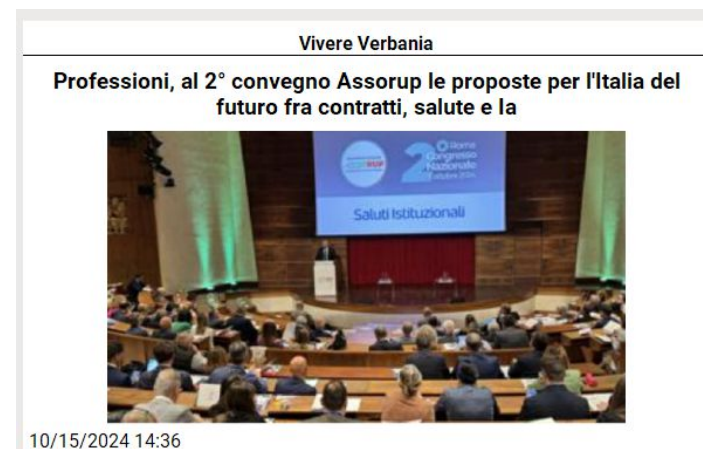 Vivere Verbania
Professioni, al 2° convegno Assorup le proposte per l'Italia del
futuro fra contratti, salute e la
2° Roma
Congresso
Nazionale
Saluti Istituzionali
10/15/2024 14:36